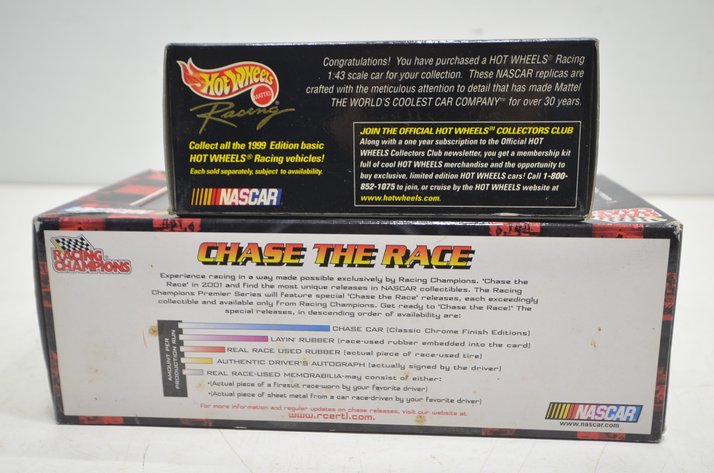 Hot Wheels
MATTEL
Racing
Congratulations! You have purchased a HOT WHEELS® Racing
1:43 scale car for your collection. These NASCAR replicas are
crafted with the meticulous attention to detail that has made Mattel
THE WORLD'S COOLEST CAR COMPANY™ for over 30 years.
Collect all the 1999 Edition basic
HOT WHEELS® Racing vehicles!
Each sold separately, subject to availability.
NASCAR
JOIN THE OFFICIAL HOT WHEELS℠ COLLECTORS CLUB
Along with a one year subscription to the Official HOT
WHEELS Collectors Club newsletter, you get a membership kit
full of cool HOT WHEELS merchandise and the opportunity to
buy exclusive, limited edition HOT WHEELS cars! Call 1-800-
852-1075 to join, or cruise by the HOT WHEELS website at
www.hotwheels.com.
RACING
CHAMPIONS
CHASE THE RACE
Experience racing in a way made possible exclusively by Racing Champions. 'Chase the
Race' in 2001 and find the most unique releases in NASCAR collectibles. The Racing
Champions Premier Series will feature special 'Chase the Race' releases, each exceedingly
collectible and available only from Racing Champions. Get ready to "Chase the Race!" The
special releases, in descending order of availability are:
AMOUNT PER
PRODUCTION RUN
CHASE CAR (Classic Chrome Finish Editions)
LAYIN' RUBBER (race-used rubber embedded into the card)
REAL RACE USED RUBBER (actual piece of race-used tire)
AUTHENTIC DRIVER'S AUTOGRAPH (actually signed by the driver)
REAL RACE-USED MEMORABILIA-may consist of either:
•(Actual piece of a firesuit race-worn by your favorite driver)
•(Actual piece of sheet metal from a car race-driven by your favorite driver)
For more information and regular updates on chase releases, visit our website at
www.rcertl.com.
NASCAR
www.nascar.com